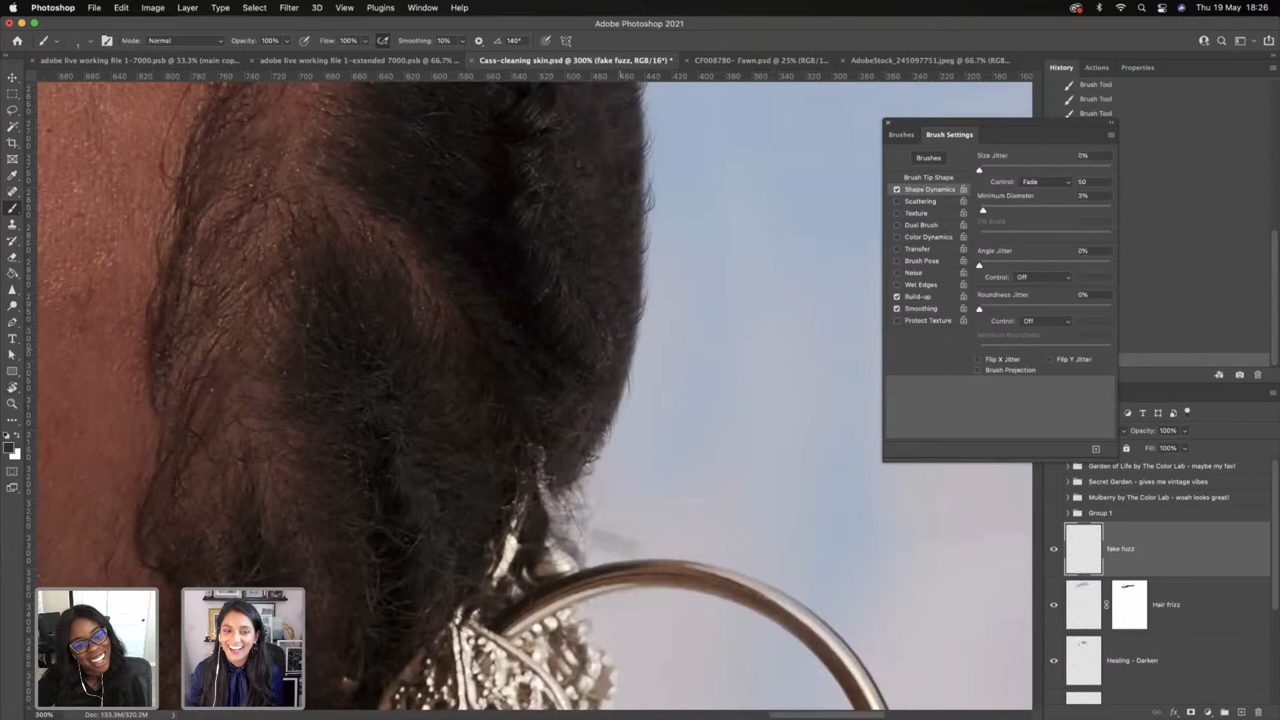 Photoshop File Edit Image Layer Type Select Filter 3D View Plugins Window Help Thu 19 May 18:26
Adobe Photoshop 2021
Mode: Normal Opacity: 100% Flow: 100% Smoothing: 10% 140°
adobe live working file 1-7000.psb @ 33.3% (main cop... adobe live working file 1-extended 7000.psb @ 66.7% ... Cass-cleaning skin.psd @ 300% (fake fuzz, RGB/16*) * CF008780- Fawn.psd @ 25% (RGB/1... AdobeStock_245097751.jpeg @ 66.7% (RGB...
History Actions Properties
Brush Tool
Brush Tool
Brush Tool
Brushes Brush Settings
Brushes
Size Jitter 0%
Brush Tip Shape
Control: Fade 50
Shape Dynamics
Minimum Diameter 3%
Scattering
Texture
Tilt Scale
Dual Brush
Color Dynamics
Transfer
Angle Jitter 0%
Brush Pose
Noise
Control: Off
Wet Edges
Build-up
Roundness Jitter 0%
Smoothing
Protect Texture
Control: Off
Minimum Roundness
Flip X Jitter Flip Y Jitter
Brush Projection
Opacity: 100%
Fill: 100%
Garden of Life by The Color Lab - maybe my fav!
Secret Garden - gives me vintage vibes
Mulberry by The Color Lab - woah looks great!
Group 1
fake fuzz
Hair frizz
Healing - Darken
300% Doc: 133.3M/320.2M